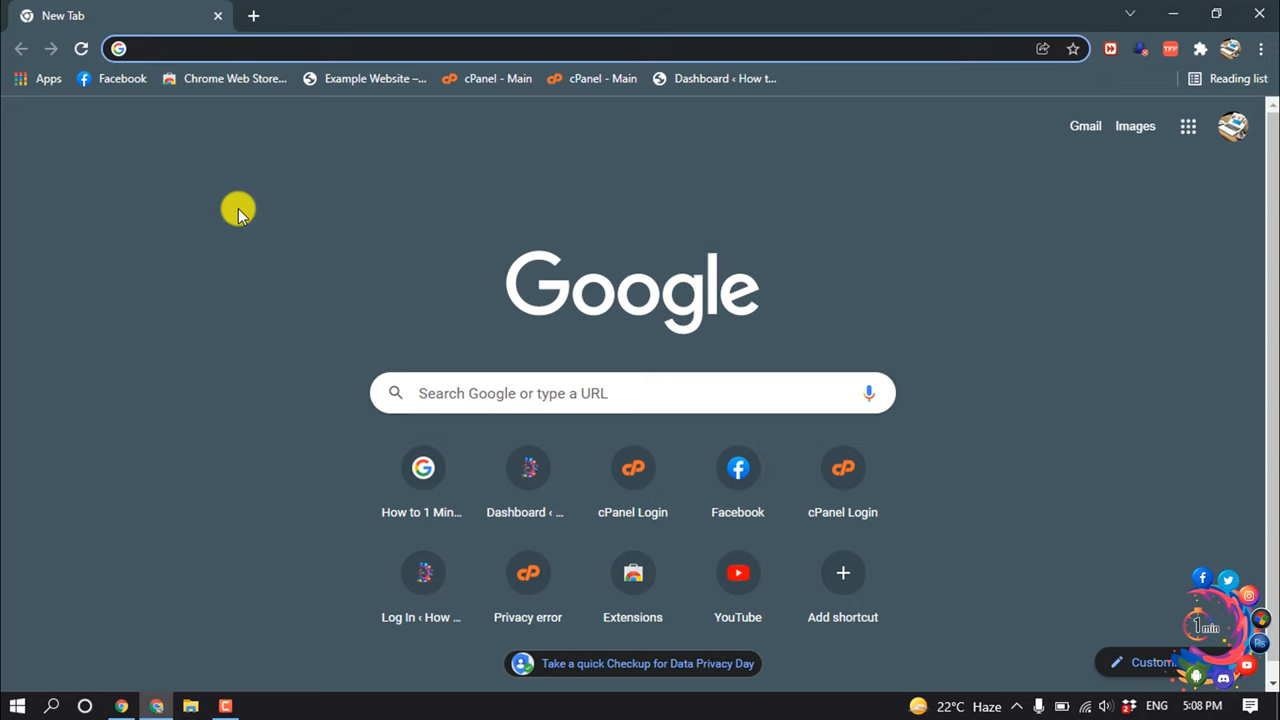 New Tab
Apps Facebook Chrome Web Store... Example Website –... cPanel - Main cPanel - Main Dashboard ‹ How t... Reading list
Gmail Images
Google
Search Google or type a URL
How to 1 Min... Dashboard ‹ ... cPanel Login Facebook cPanel Login
Log In ‹ How ... Privacy error Extensions YouTube Add shortcut
Take a quick Checkup for Data Privacy Day
1 min
22°C Haze ENG 5:08 PM